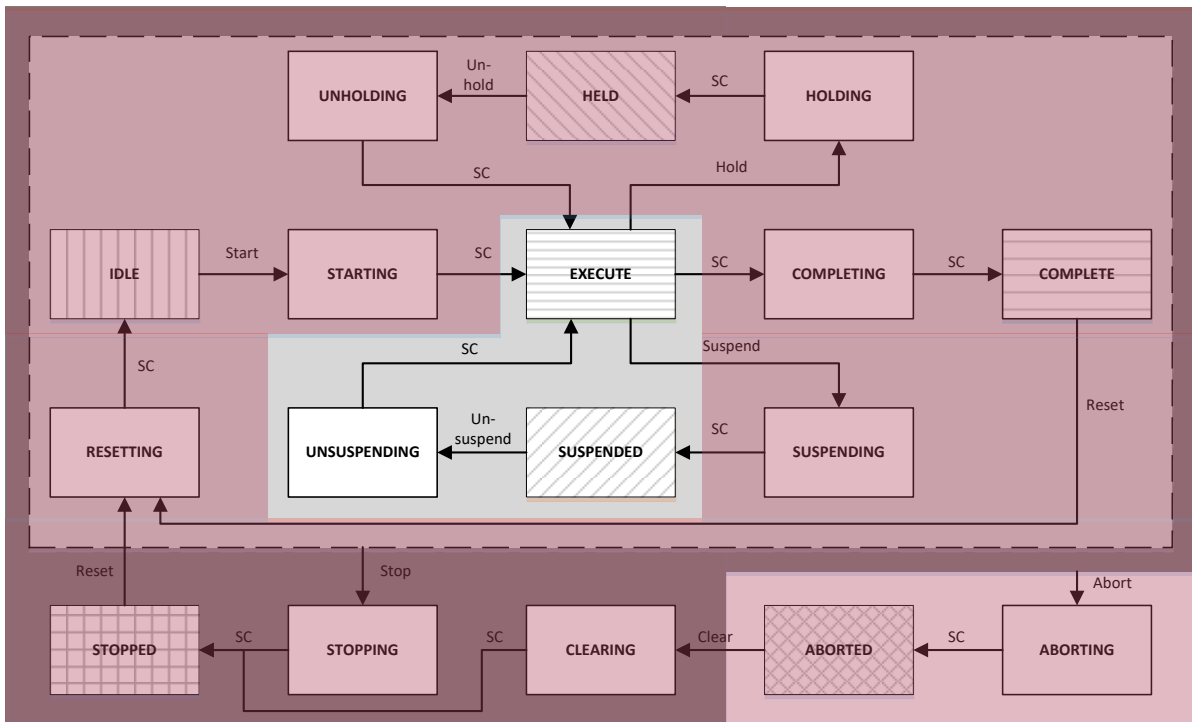 Un-
hold
SC
UNHOLDING
HELD
HOLDING
SC
Hold
Start
SC
SC
SC
IDLE
STARTING
EXECUTE
COMPLETING
COMPLETE
SC
Suspend
SC
Reset
Un-
suspend
SC
RESETTING
UNSUSPENDING
SUSPENDED
SUSPENDING
Reset
Stop
Abort
SC
SC
Clear
SC
STOPPED
STOPPING
CLEARING
ABORTED
ABORTING